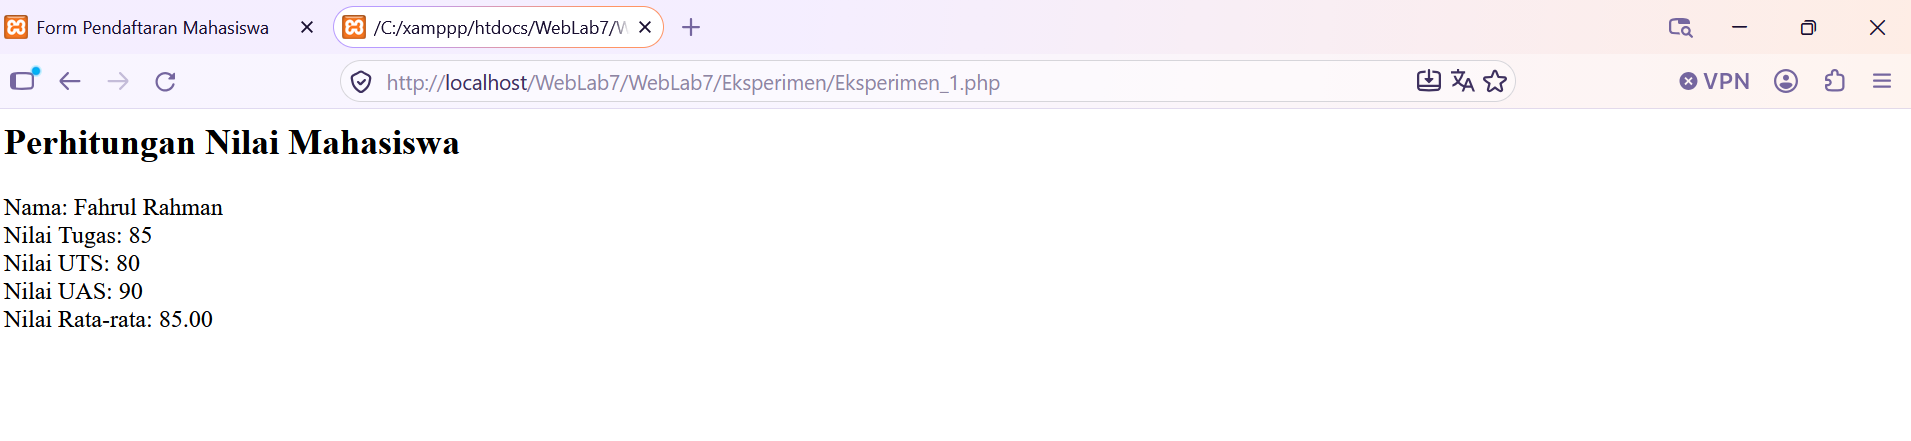 Form Pendaftaran Mahasiswa
/C:/xamppp/htdocs/WebLab7/W
http://localhost/WebLab7/WebLab7/Eksperimen/Eksperimen_1.php
VPN
Perhitungan Nilai Mahasiswa
Nama: Fahrul Rahman
Nilai Tugas: 85
Nilai UTS: 80
Nilai UAS: 90
Nilai Rata-rata: 85.00